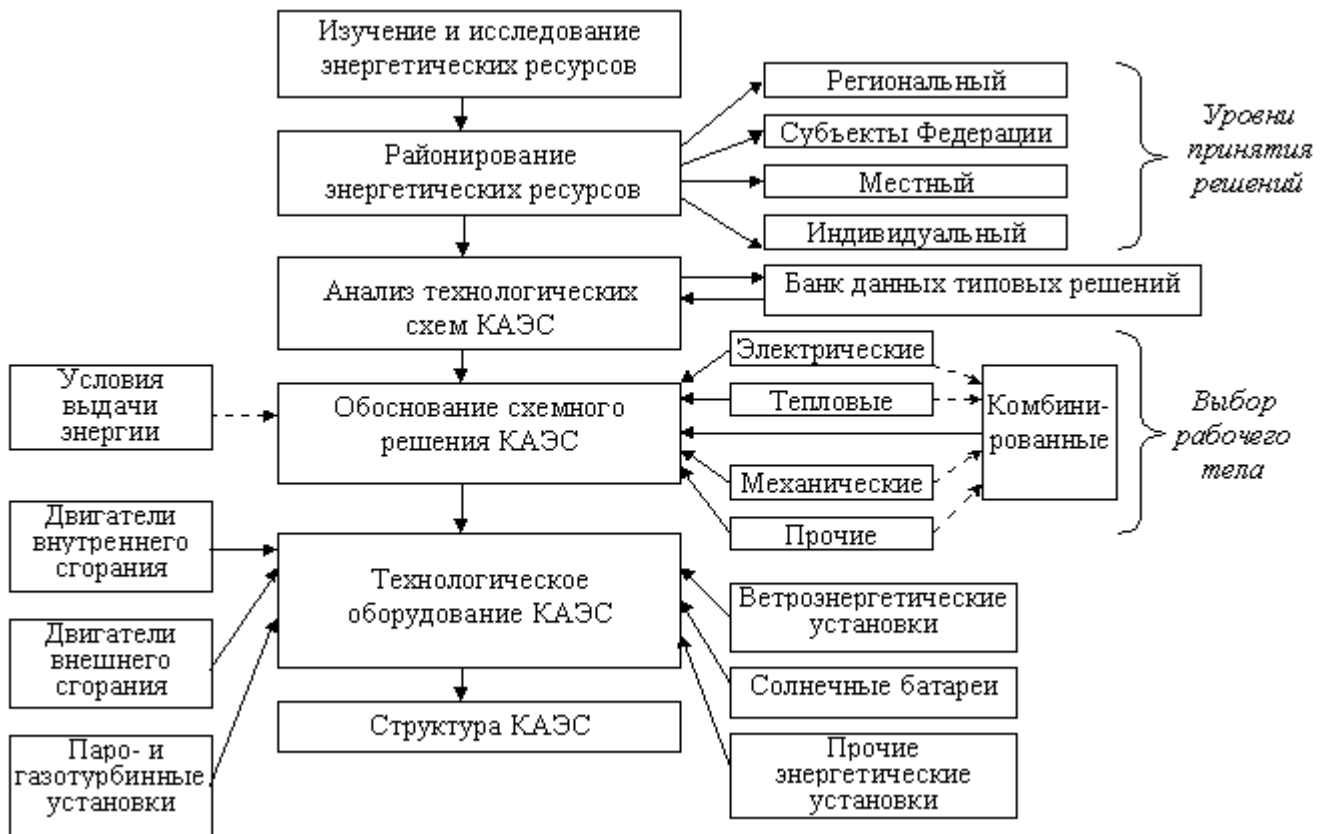 Изучение и исследование
энергетических ресурсов
Районирование
энергетических ресурсов
Региональный
Субъекты Федерации
Местный
Индивидуальный
Уровни
принятия
решений
Анализ технологических
схем КАЭС
Банк данных типовых решений
Условия
выдачи
энергии
Обоснование схемного
решения КАЭС
Электрические
Тепловые
Механические
Прочие
Комбини-
рованные
Выбор
рабочего
тела
Двигатели
внутреннего
сгорания
Двигатели
внешнего
сгорания
Паро- и
газотурбинные
установки
Технологическое
оборудование КАЭС
Ветроэнергетические
установки
Солнечные батареи
Прочие
энергетические
установки
Структура КАЭС